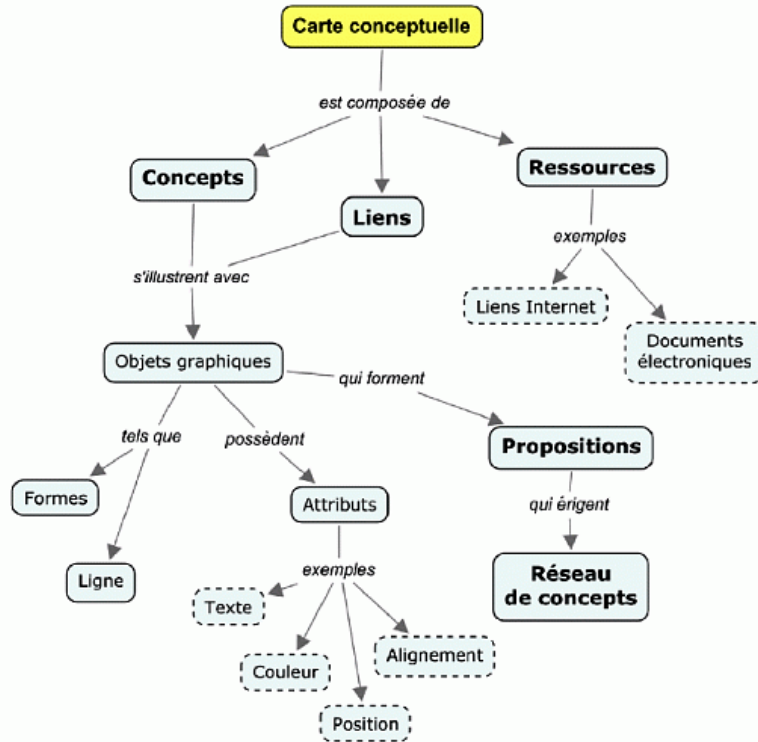 Carte conceptuelle
est composée de
Concepts
Liens
Ressources
s'illustrent avec
exemples
Liens Internet
Documents
électroniques
Objets graphiques
qui forment
tels que
possèdent
Propositions
Formes
Attributs
qui érigent
Ligne
exemples
Réseau
de concepts
Texte
Couleur
Alignement
Position